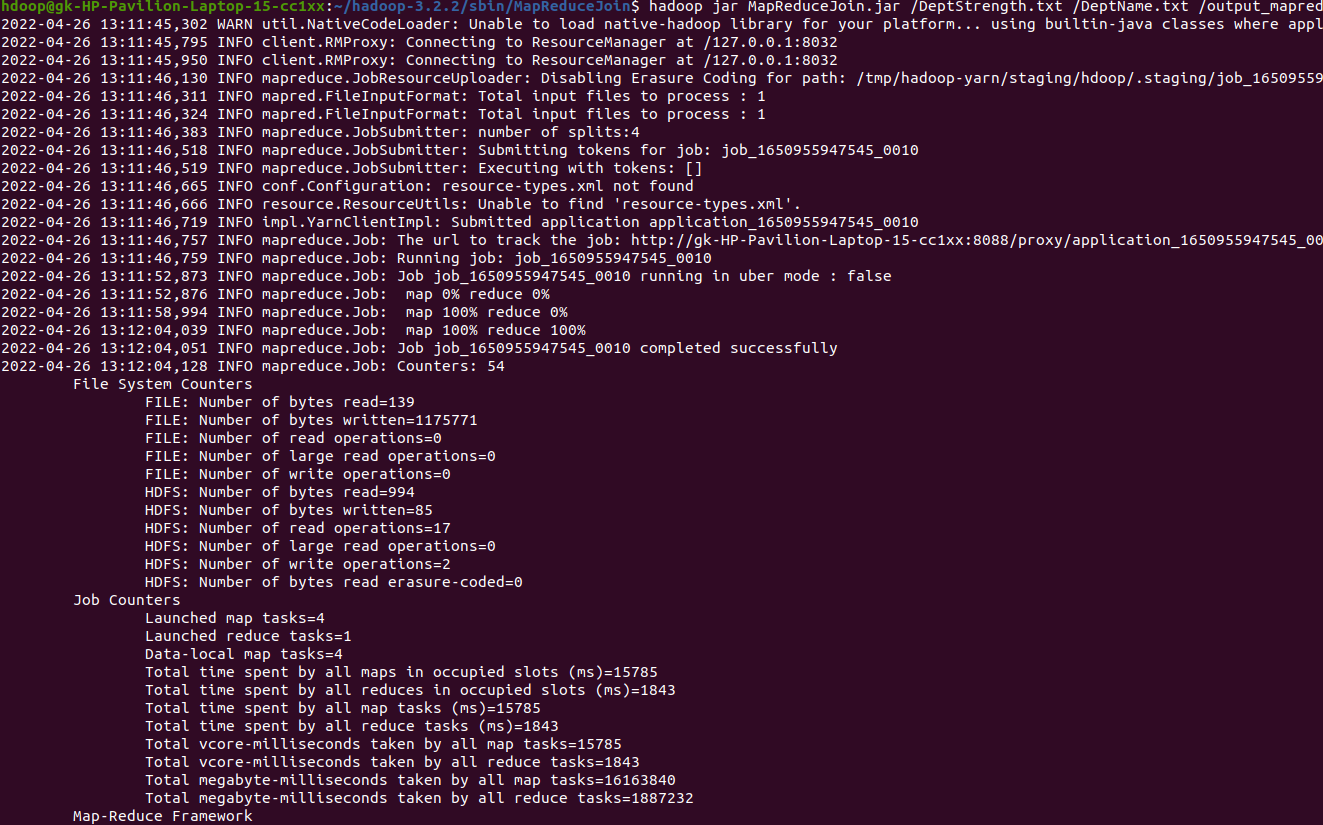 hdoop@gk-HP-Pavilion-Laptop-15-cc1xx:~/hadoop-3.2.2/sbin/MapReduceJoin$ hadoop jar MapReduceJoin.jar /DeptStrength.txt /DeptName.txt /output_mapred
2022-04-26 13:11:45,302 WARN util.NativeCodeLoader: Unable to load native-hadoop library for your platform... using builtin-java classes where appl
2022-04-26 13:11:45,795 INFO client.RMProxy: Connecting to ResourceManager at /127.0.0.1:8032
2022-04-26 13:11:45,950 INFO client.RMProxy: Connecting to ResourceManager at /127.0.0.1:8032
2022-04-26 13:11:46,130 INFO mapreduce.JobResourceUploader: Disabling Erasure Coding for path: /tmp/hadoop-yarn/staging/hdoop/.staging/job_16509559
2022-04-26 13:11:46,311 INFO mapred.FileInputFormat: Total input files to process : 1
2022-04-26 13:11:46,324 INFO mapred.FileInputFormat: Total input files to process : 1
2022-04-26 13:11:46,383 INFO mapreduce.JobSubmitter: number of splits:4
2022-04-26 13:11:46,518 INFO mapreduce.JobSubmitter: Submitting tokens for job: job_1650955947545_0010
2022-04-26 13:11:46,519 INFO mapreduce.JobSubmitter: Executing with tokens: []
2022-04-26 13:11:46,665 INFO conf.Configuration: resource-types.xml not found
2022-04-26 13:11:46,666 INFO resource.ResourceUtils: Unable to find 'resource-types.xml'.
2022-04-26 13:11:46,719 INFO impl.YarnClientImpl: Submitted application application_1650955947545_0010
2022-04-26 13:11:46,757 INFO mapreduce.Job: The url to track the job: http://gk-HP-Pavilion-Laptop-15-cc1xx:8088/proxy/application_1650955947545_00
2022-04-26 13:11:46,759 INFO mapreduce.Job: Running job: job_1650955947545_0010
2022-04-26 13:11:52,873 INFO mapreduce.Job: Job job_1650955947545_0010 running in uber mode : false
2022-04-26 13:11:52,876 INFO mapreduce.Job:  map 0% reduce 0%
2022-04-26 13:11:58,994 INFO mapreduce.Job:  map 100% reduce 0%
2022-04-26 13:12:04,039 INFO mapreduce.Job:  map 100% reduce 100%
2022-04-26 13:12:04,051 INFO mapreduce.Job: Job job_1650955947545_0010 completed successfully
2022-04-26 13:12:04,128 INFO mapreduce.Job: Counters: 54
File System Counters
FILE: Number of bytes read=139
FILE: Number of bytes written=1175771
FILE: Number of read operations=0
FILE: Number of large read operations=0
FILE: Number of write operations=0
HDFS: Number of bytes read=994
HDFS: Number of bytes written=85
HDFS: Number of read operations=17
HDFS: Number of large read operations=0
HDFS: Number of write operations=2
HDFS: Number of bytes read erasure-coded=0
Job Counters
Launched map tasks=4
Launched reduce tasks=1
Data-local map tasks=4
Total time spent by all maps in occupied slots (ms)=15785
Total time spent by all reduces in occupied slots (ms)=1843
Total time spent by all map tasks (ms)=15785
Total time spent by all reduce tasks (ms)=1843
Total vcore-milliseconds taken by all map tasks=15785
Total vcore-milliseconds taken by all reduce tasks=1843
Total megabyte-milliseconds taken by all map tasks=16163840
Total megabyte-milliseconds taken by all reduce tasks=1887232
Map-Reduce Framework